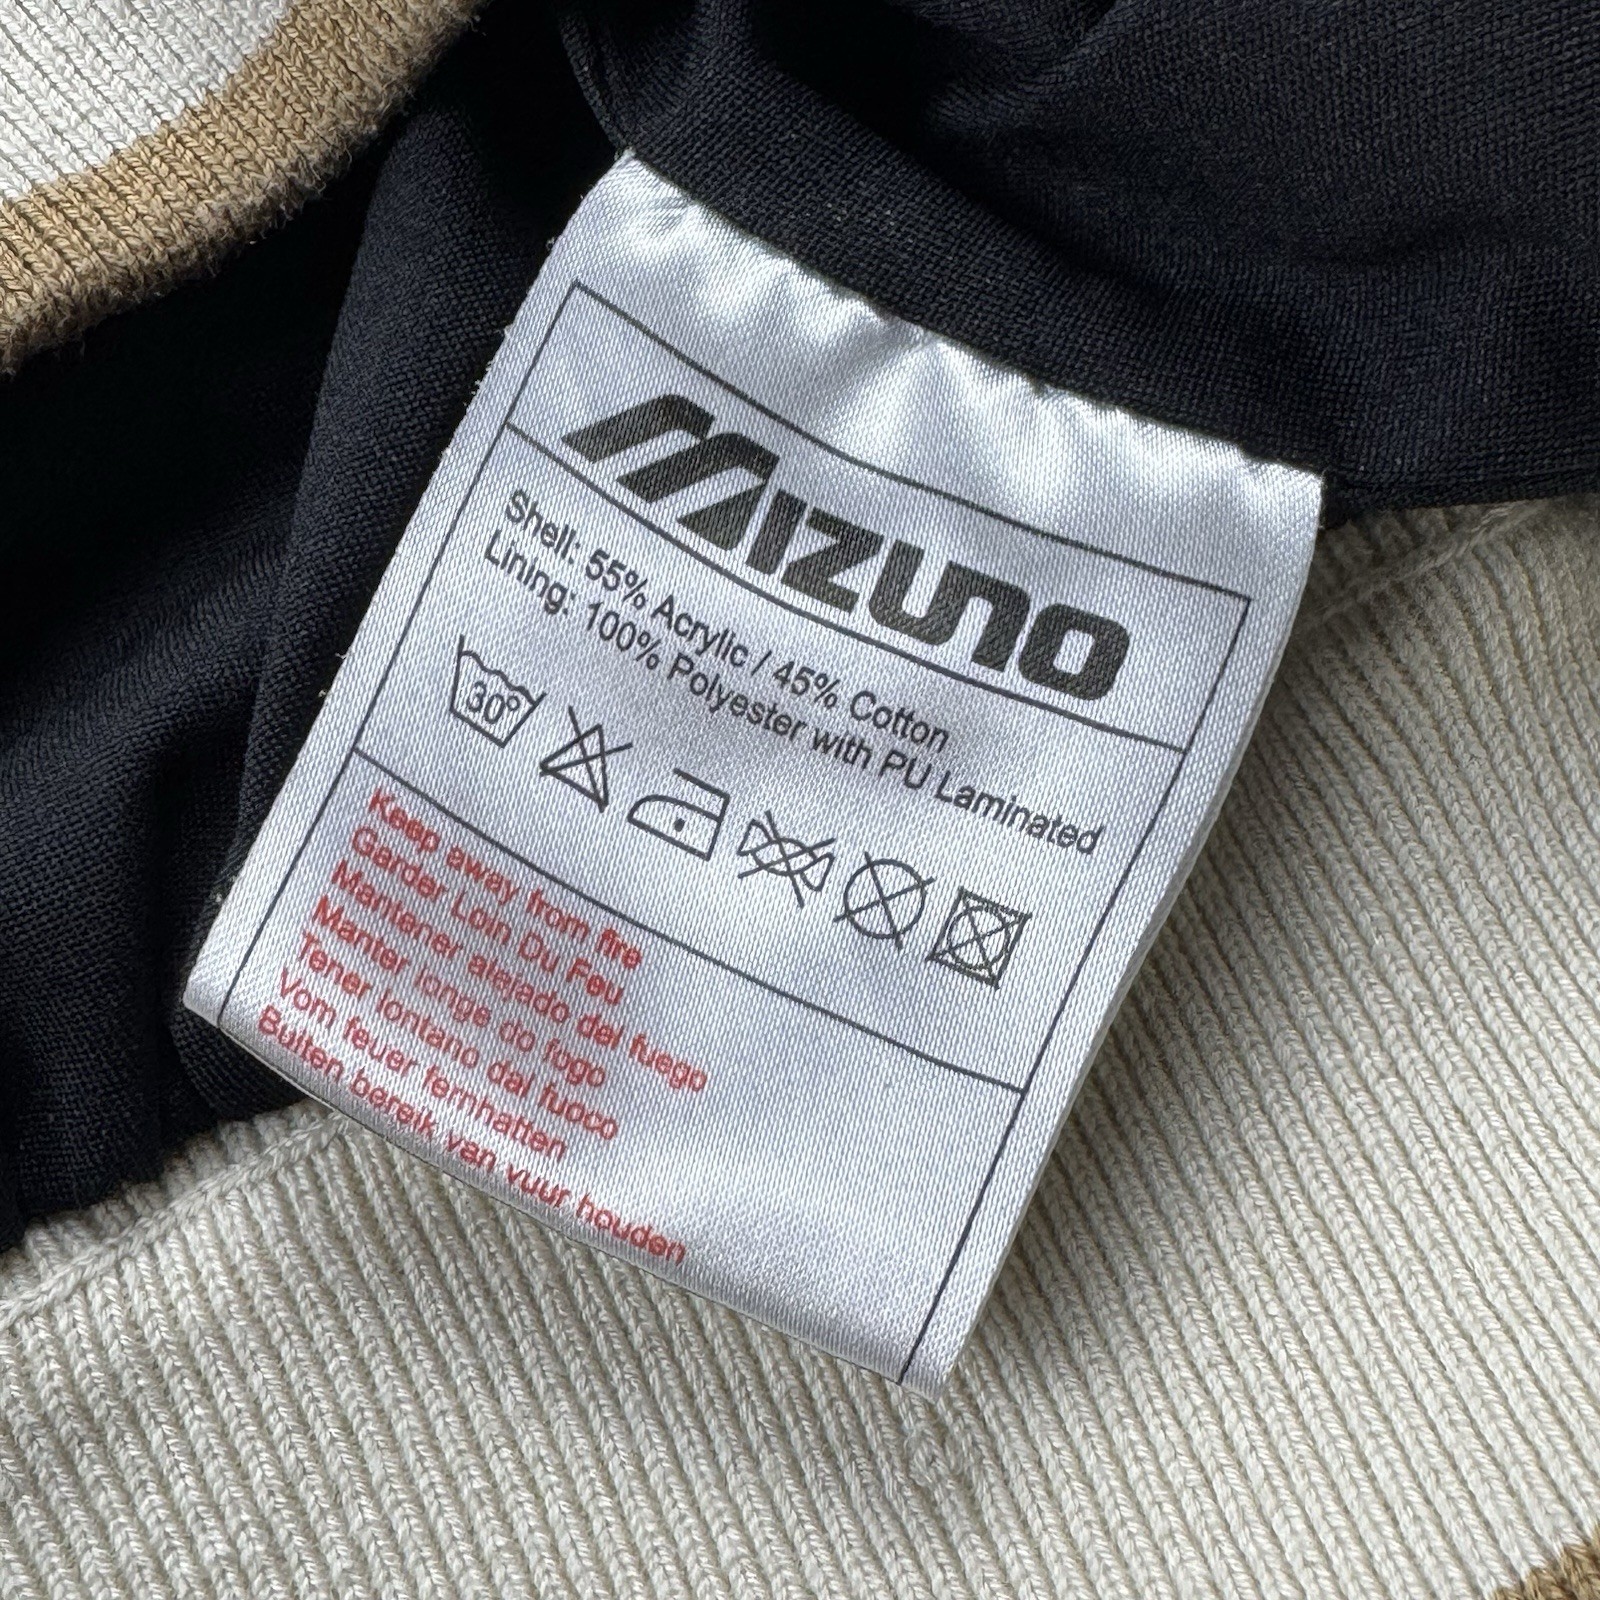 MIZUNO
Shell: 55% Acrylic / 45% Cotton
Lining: 100% Polyester with PU Laminated
30°
Keep away from fire
Garder Loin Du Feu
Mantener alejado del fuego
Manter longe do fogo
Tener lontano dal fuoco
Vom feuer fernhatten
Buiten bereik van vuur houden